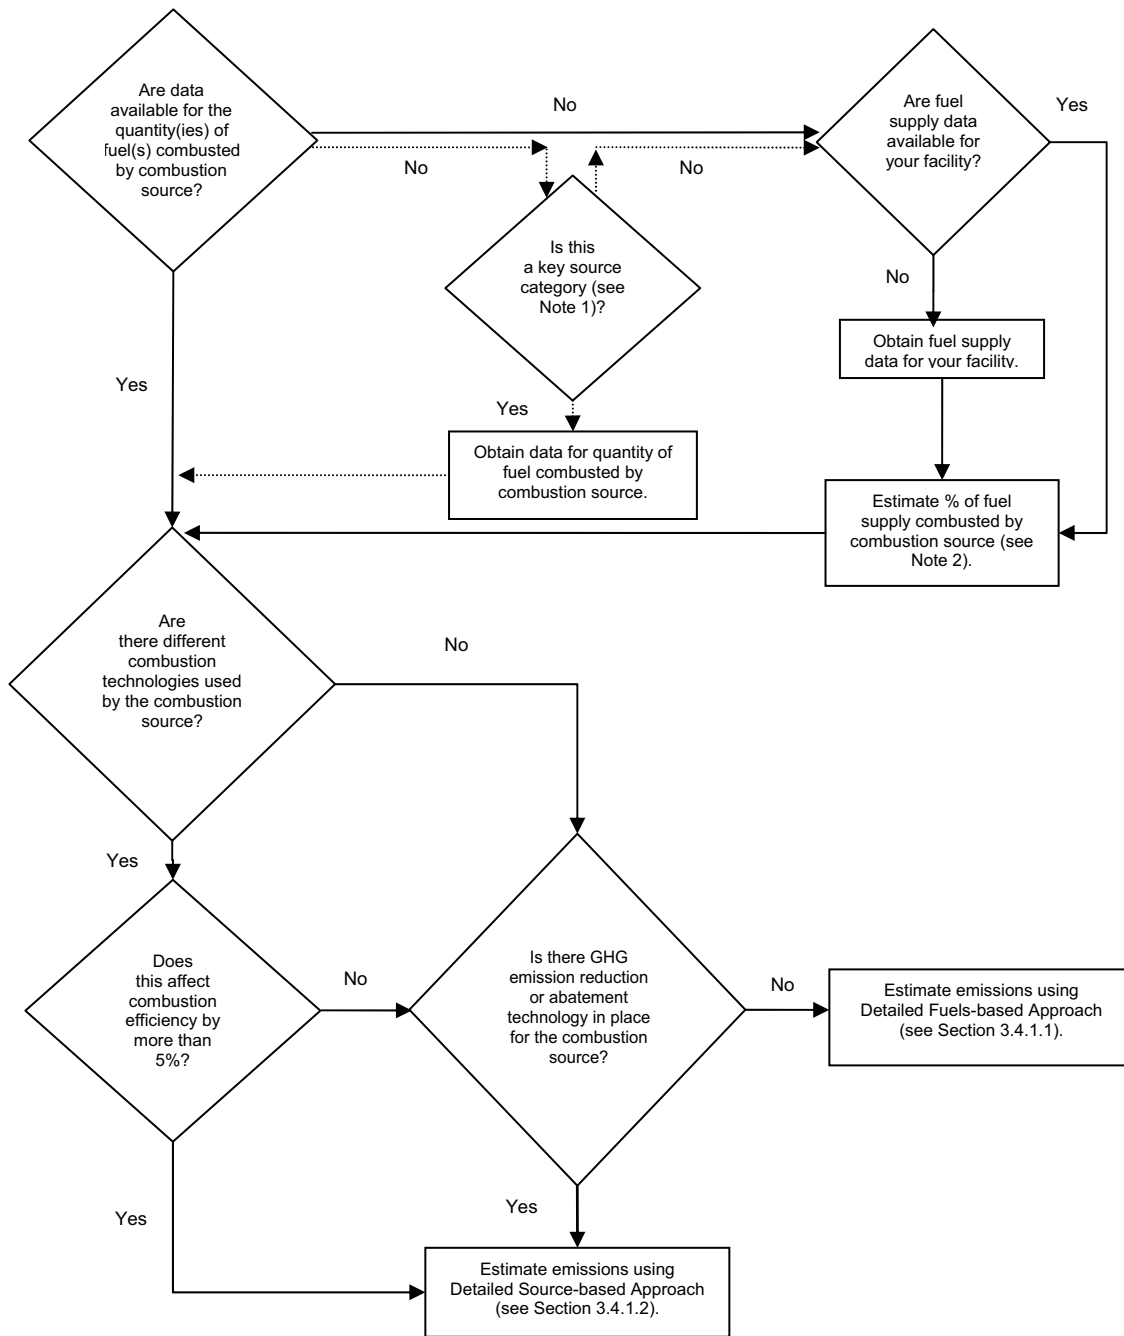 Are data
available for the
quantity(ies) of
fuel(s) combusted
by combustion
source?
No
Are fuel
supply data
available for
your facility?
Yes
No
No
Is this
a key source
category (see
Note 1)?
No
Obtain fuel supply
data for your facility.
Yes
Yes
Obtain data for quantity of
fuel combusted by
combustion source.
Estimate % of fuel
supply combusted by
combustion source (see
Note 2).
Are
there different
combustion
technologies used
by the combustion
source?
No
Yes
Does
this affect
combustion
efficiency by
more than
5%?
No
Is there GHG
emission reduction
or abatement
technology in place
for the combustion
source?
No
Estimate emissions using
Detailed Fuels-based Approach
(see Section 3.4.1.1).
Yes
Yes
Estimate emissions using
Detailed Source-based Approach
(see Section 3.4.1.2).